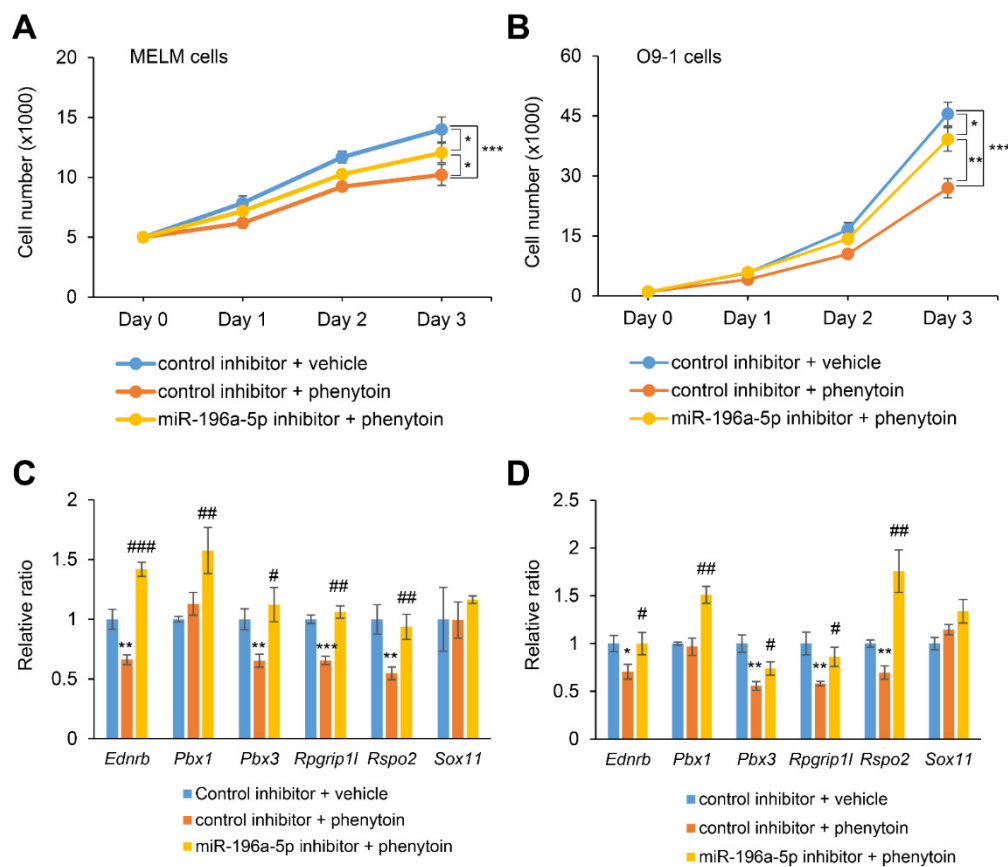 A
MELM cells
Cell number (x1000)
20
15
10
5
0
Day 0 Day 1 Day 2 Day 3
*
*
***
control inhibitor + vehicle
control inhibitor + phenytoin
miR-196a-5p inhibitor + phenytoin
B
O9-1 cells
Cell number (x1000)
60
45
30
15
0
Day 0 Day 1 Day 2 Day 3
*
**
***
control inhibitor + vehicle
control inhibitor + phenytoin
miR-196a-5p inhibitor + phenytoin
C
Relative ratio
2
1.5
1
0.5
0
** ### ## ** # *** ## ** ##
Ednrb Pbx1 Pbx3 Rpgrip1l Rspo2 Sox11
Control inhibitor + vehicle
control inhibitor + phenytoin
miR-196a-5p inhibitor + phenytoin
D
Relative ratio
2.5
2
1.5
1
0.5
0
* # ## ** # ** # ** ##
Ednrb Pbx1 Pbx3 Rpgrip1l Rspo2 Sox11
control inhibitor + vehicle
control inhibitor + phenytoin
miR-196a-5p inhibitor + phenytoin